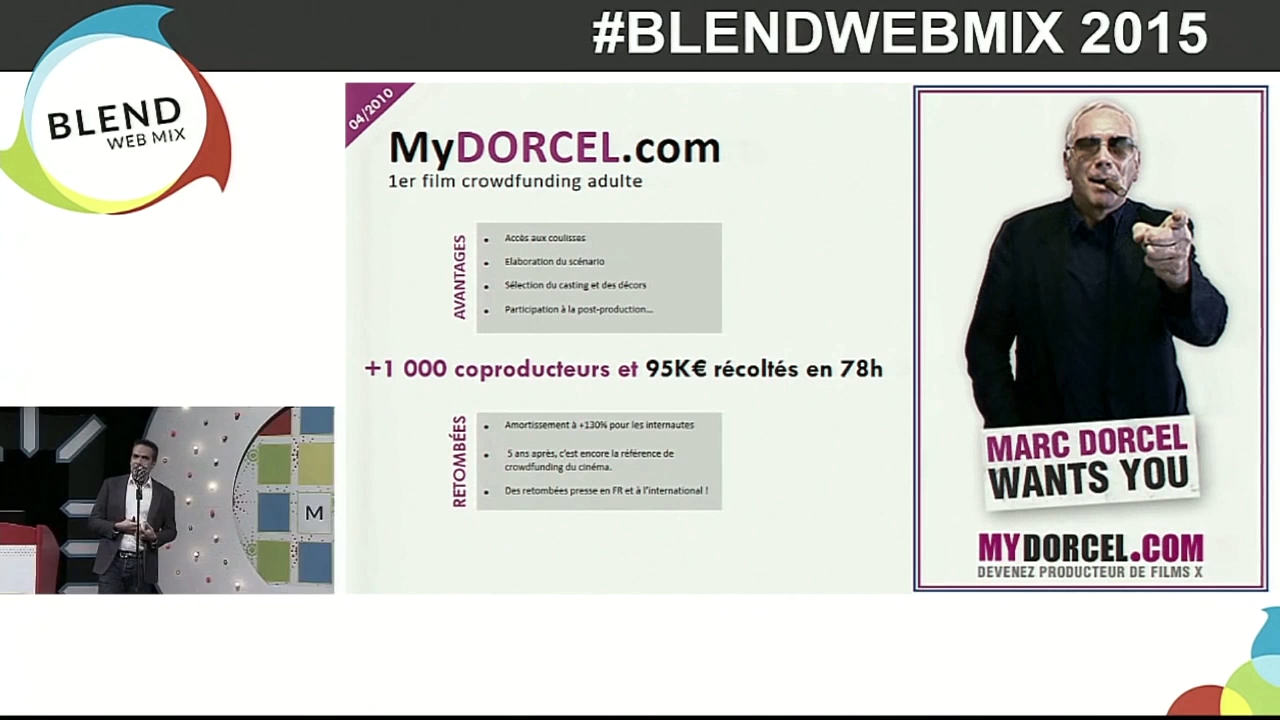 #BLENDWEBMIX 2015
BLEND
WEB MIX
04/2010
MyDORCEL.com
1er film crowdfunding adulte
AVANTAGES
• Accès aux coulisses
• Elaboration du scénario
• Sélection du casting et des décors
• Participation à la post-production...
+1 000 coproducteurs et 95K€ récoltés en 78h
RETOMBÉES
• Amortissement à +130% pour les internautes
• 5 ans après, c'est encore la référence de
crowdfunding du cinéma.
• Des retombées presse en FR et à l'international !
MARC DORCEL
WANTS YOU
MYDORCEL.COM
DEVENEZ PRODUCTEUR DE FILMS X
M